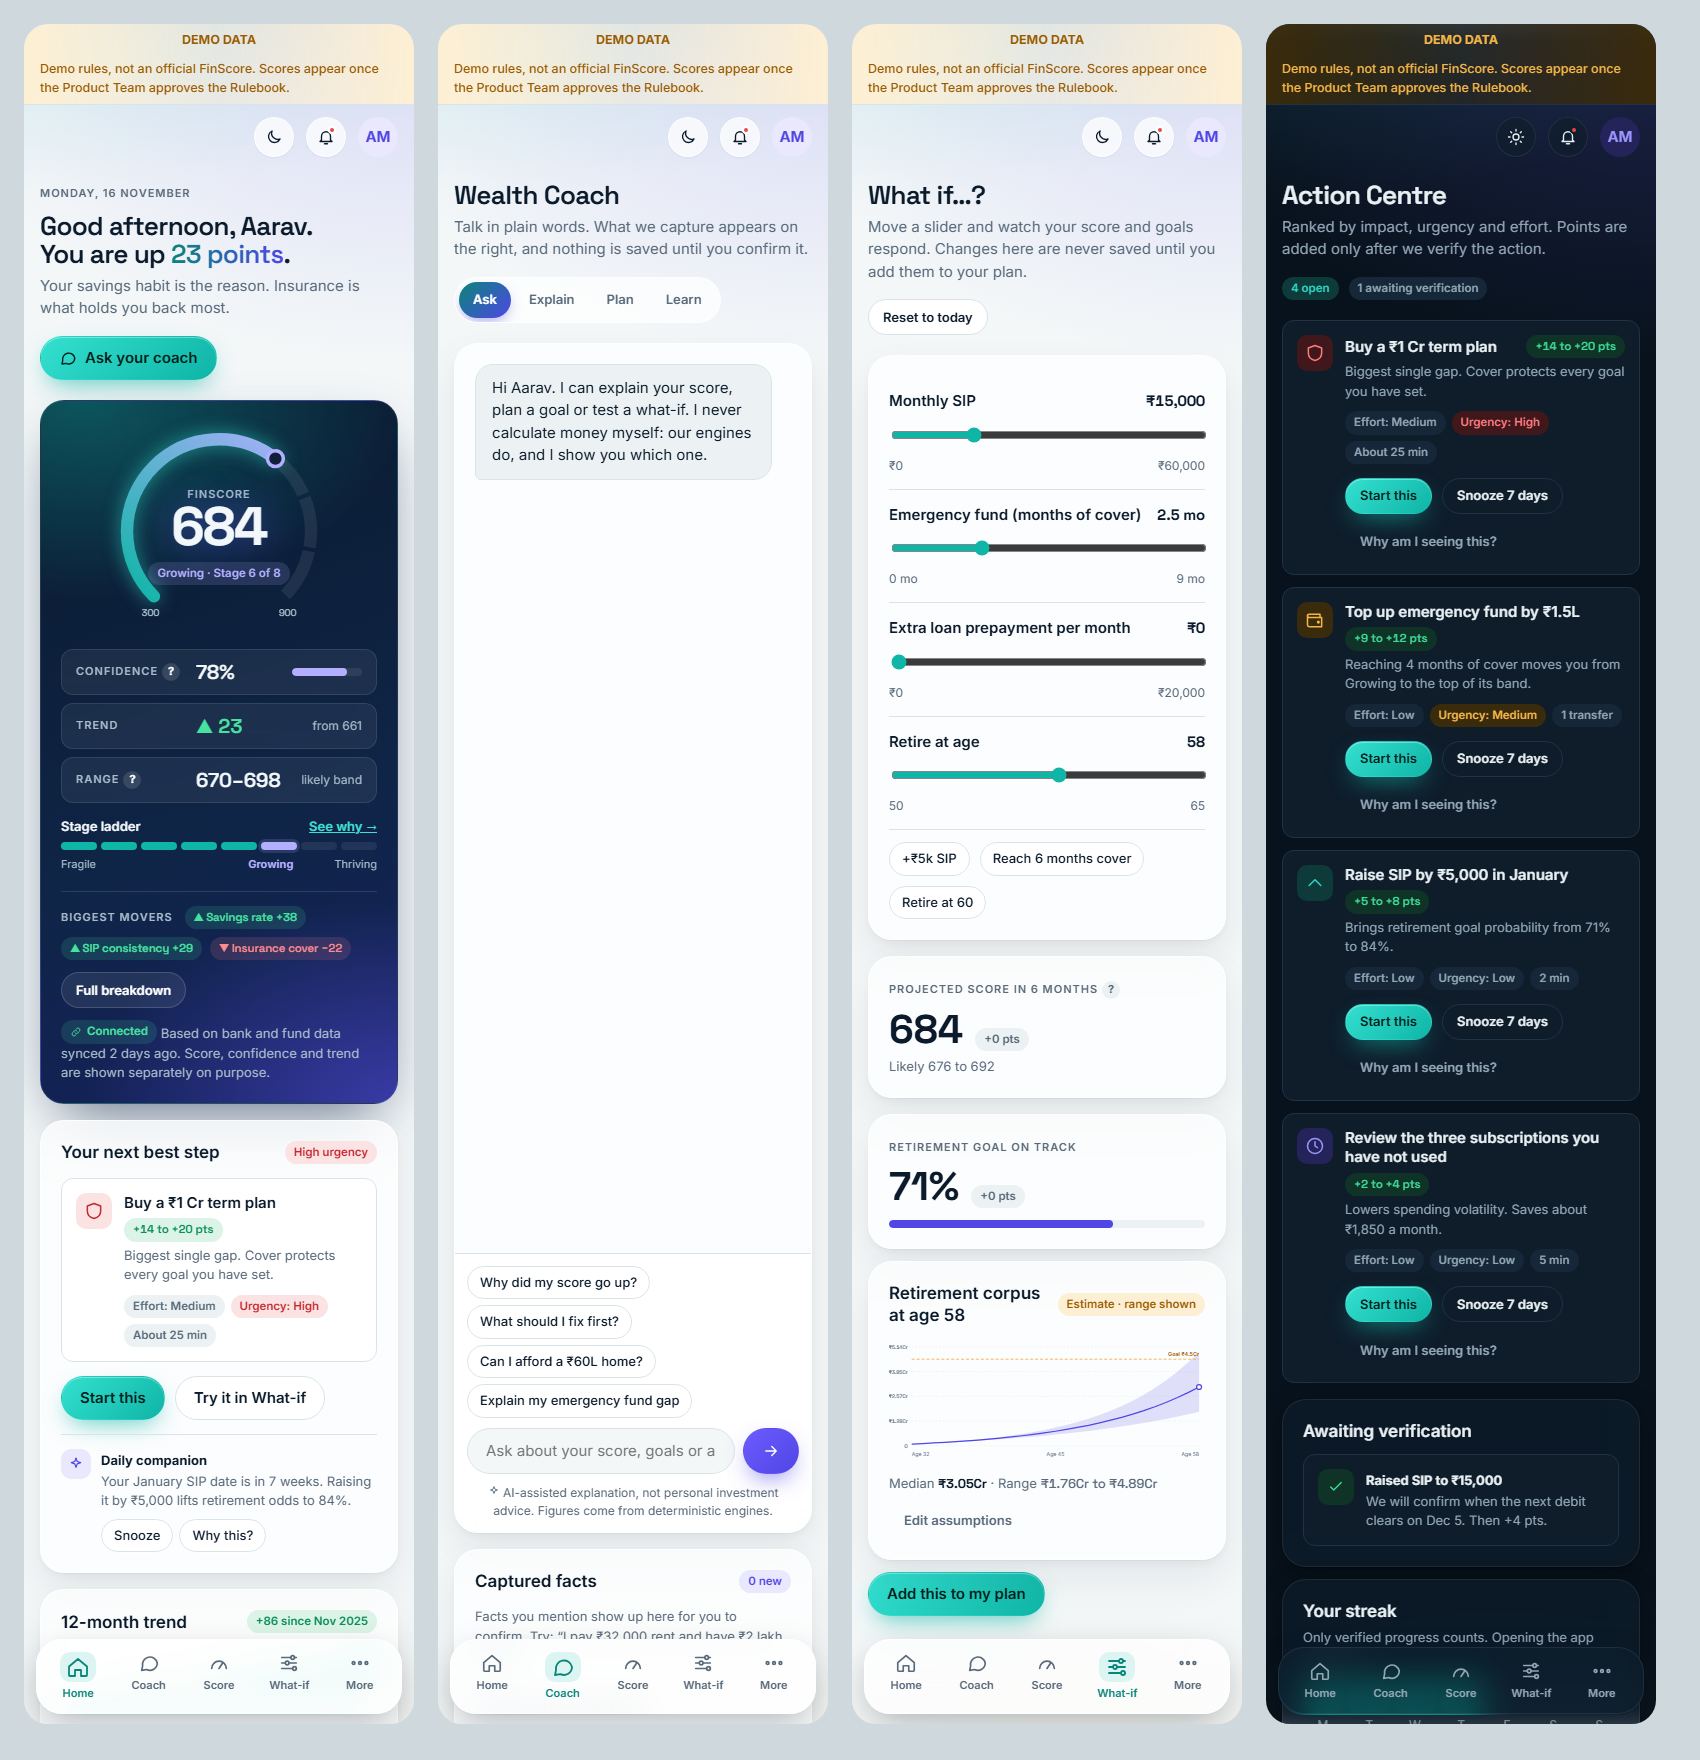 DEMO DATA
Demo rules, not an official FinScore. Scores appear once
the Product Team approves the Rulebook.
AM
MONDAY, 16 NOVEMBER
Good afternoon, Aarav.
You are up 23 points.
Your savings habit is the reason. Insurance is
what holds you back most.
Ask your coach
FINSCORE
684
Growing · Stage 6 of 8
300
900
CONFIDENCE ? 78%
TREND ▲ 23 from 661
RANGE ? 670–698 likely band
Stage ladder See why →
Fragile Growing Thriving
BIGGEST MOVERS ▲ Savings rate +38
▲ SIP consistency +29 ▼ Insurance cover −22
Full breakdown
Connected Based on bank and fund data
synced 2 days ago. Score, confidence and trend
are shown separately on purpose.
Your next best step High urgency
Buy a ₹1 Cr term plan
+14 to +20 pts
Biggest single gap. Cover protects
every goal you have set.
Effort: Medium Urgency: High
About 25 min
Start this Try it in What-if
Daily companion
Your January SIP date is in 7 weeks. Raising
it by ₹5,000 lifts retirement odds to 84%.
Snooze Why this?
12-month trend +86 since Nov 2025
Home Coach Score What-if More
DEMO DATA
Demo rules, not an official FinScore. Scores appear once
the Product Team approves the Rulebook.
AM
Wealth Coach
Talk in plain words. What we capture appears on
the right, and nothing is saved until you confirm it.
Ask Explain Plan Learn
Hi Aarav. I can explain your score,
plan a goal or test a what-if. I never
calculate money myself: our engines
do, and I show you which one.
Why did my score go up?
What should I fix first?
Can I afford a ₹60L home?
Explain my emergency fund gap
Ask about your score, goals or a
AI-assisted explanation, not personal investment
advice. Figures come from deterministic engines.
Captured facts 0 new
Facts you mention show up here for you to
confirm. Try: “I pay ₹32,000 rent and have ₹2 lakh
Home Coach Score What-if More
DEMO DATA
Demo rules, not an official FinScore. Scores appear once
the Product Team approves the Rulebook.
AM
What if...?
Move a slider and watch your score and goals
respond. Changes here are never saved until you
add them to your plan.
Reset to today
Monthly SIP ₹15,000
₹0 ₹60,000
Emergency fund (months of cover) 2.5 mo
0 mo 9 mo
Extra loan prepayment per month ₹0
₹0 ₹20,000
Retire at age 58
50 65
+₹5k SIP Reach 6 months cover
Retire at 60
PROJECTED SCORE IN 6 MONTHS ?
684 +0 pts
Likely 676 to 692
RETIREMENT GOAL ON TRACK
71% +0 pts
Retirement corpus
at age 58
Estimate · range shown
Goal ₹4.5Cr
0
Age 32 Age 45 Age 58
Median ₹3.05Cr · Range ₹1.76Cr to ₹4.89Cr
Edit assumptions
Add this to my plan
Home Coach Score What-if More
DEMO DATA
Demo rules, not an official FinScore. Scores appear once
the Product Team approves the Rulebook.
AM
Action Centre
Ranked by impact, urgency and effort. Points are
added only after we verify the action.
4 open 1 awaiting verification
Buy a ₹1 Cr term plan +14 to +20 pts
Biggest single gap. Cover protects every goal
you have set.
Effort: Medium Urgency: High
About 25 min
Start this Snooze 7 days
Why am I seeing this?
Top up emergency fund by ₹1.5L
+9 to +12 pts
Reaching 4 months of cover moves you from
Growing to the top of its band.
Effort: Low Urgency: Medium 1 transfer
Start this Snooze 7 days
Why am I seeing this?
Raise SIP by ₹5,000 in January
+5 to +8 pts
Brings retirement goal probability from 71%
to 84%.
Effort: Low Urgency: Low 2 min
Start this Snooze 7 days
Why am I seeing this?
Review the three subscriptions you
have not used
+2 to +4 pts
Lowers spending volatility. Saves about
₹1,850 a month.
Effort: Low Urgency: Low 5 min
Start this Snooze 7 days
Why am I seeing this?
Awaiting verification
Raised SIP to ₹15,000
We will confirm when the next debit
clears on Dec 5. Then +4 pts.
Your streak
Only verified progress counts. Opening the app
Home Coach Score What-if More
M T W T F S S